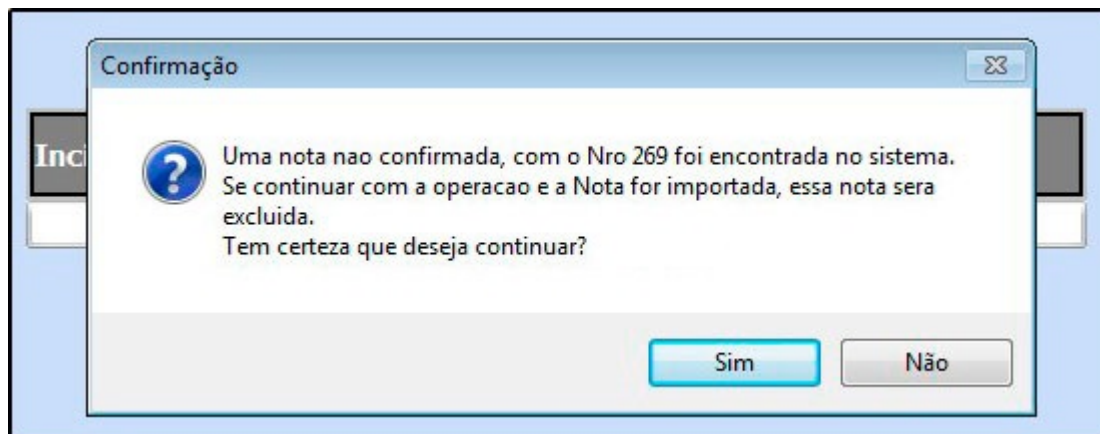 Confirmação
Inci
Uma nota nao confirmada, com o Nro 269 foi encontrada no sistema.
Se continuar com a operacao e a Nota for importada, essa nota sera
excluida.
Tem certeza que deseja continuar?
Sim
Não